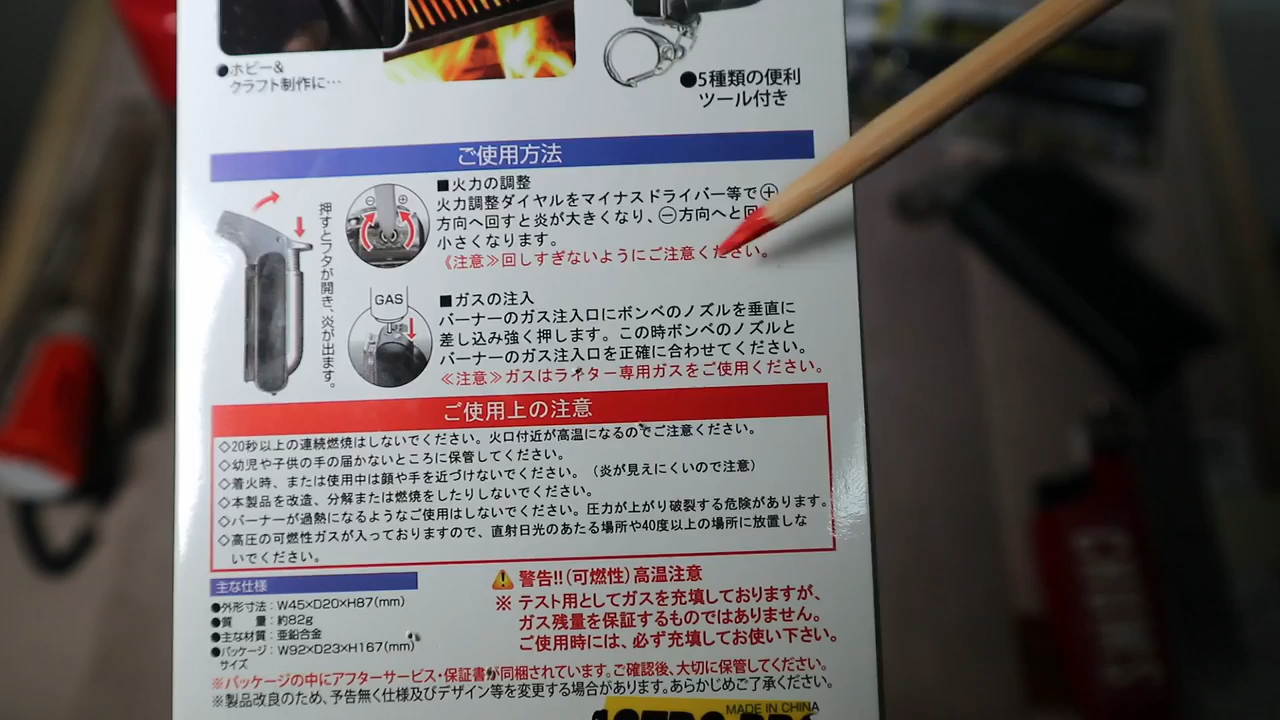 ●ホビー&
クラフト制作に…
●5種類の便利
ツール付き
ご使用方法
押すとフタが開き、炎が出ます。
■火力の調整
火力調整ダイヤルをマイナスドライバー等で⊕
方向へ回すと炎が大きくなり、⊖方向へと回
小さくなります。
《注意≫回しすぎないようにご注意ください。
GAS
■ガスの注入
バーナーのガス注入口にボンベのノズルを垂直に
差し込み強く押します。この時ボンベのノズルと
バーナーのガス注入口を正確に合わせてください。
≪注意≫ガスはライター専用ガスをご使用ください。
ご使用上の注意
◇20秒以上の連続燃焼はしないでください。火口付近が高温になるのでご注意ください。
◇幼児や子供の手の届かないところに保管してください。
◇着火時、または使用中は顔や手を近づけないでください。（炎が見えにくいので注意）
◇本製品を改造、分解または燃焼をしたりしないでください。
◇バーナーが過熱になるようなご使用はしないでください。圧力が上がり破裂する危険があります。
◇高圧の可燃性ガスが入っておりますので、直射日光のあたる場所や40度以上の場所に放置しな
いでください。
主な仕様
●外形寸法：W45×D20×H87(mm)
●質　量：約82g
●主な材質：亜鉛合金
●パッケージ：W92×D23×H167(mm)
サイズ
警告!!(可燃性)高温注意
※ テスト用としてガスを充填しておりますが、
ガス残量を保証するものではありません。
ご使用時には、必ず充填してお使い下さい。
※パッケージの中にアフターサービス・保証書が同梱されています。ご確認後、大切に保管してください。
※製品改良のため、予告無く仕様及びデザイン等を変更する場合があります。あらかじめご了承ください。
MADE IN CHINA